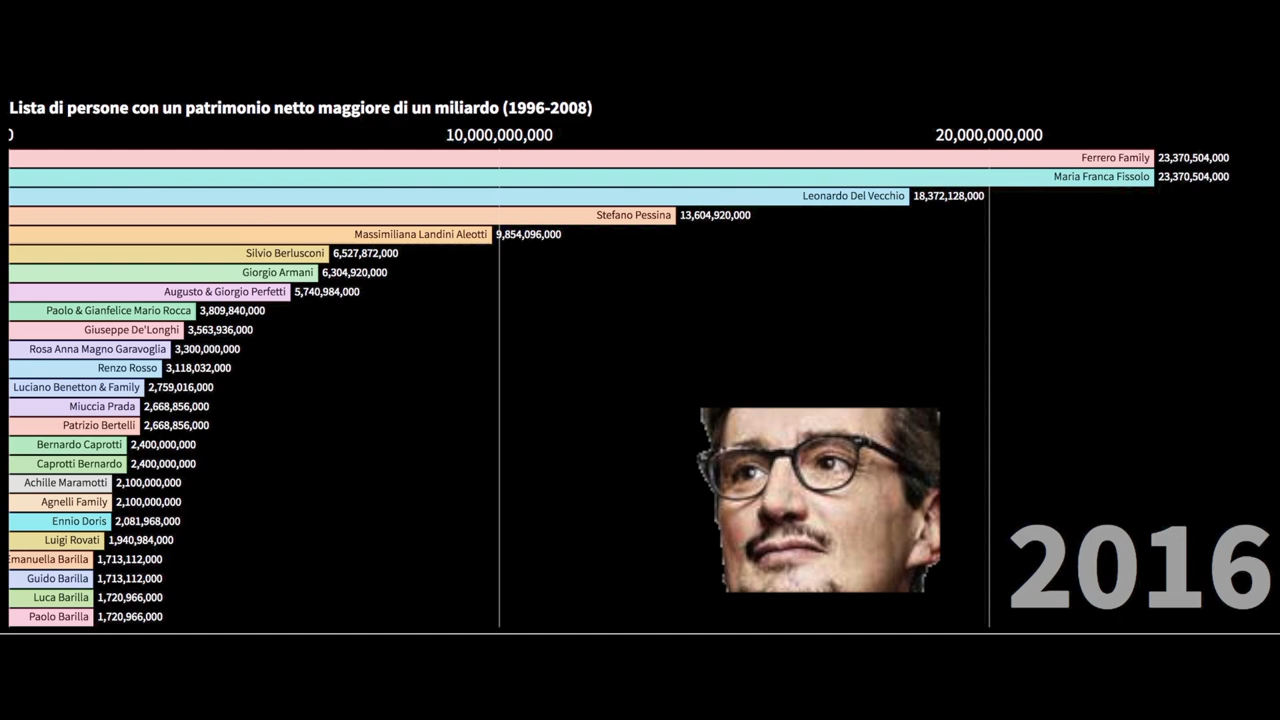 Lista di persone con un patrimonio netto maggiore di un miliardo (1996-2008)
0 10,000,000,000 20,000,000,000
Ferrero Family 23,370,504,000
Maria Franca Fissolo 23,370,504,000
Leonardo Del Vecchio 18,372,128,000
Stefano Pessina 13,604,920,000
Massimiliana Landini Aleotti 9,854,096,000
Silvio Berlusconi 6,527,872,000
Giorgio Armani 6,304,920,000
Augusto & Giorgio Perfetti 5,740,984,000
Paolo & Gianfelice Mario Rocca 3,809,840,000
Giuseppe De'Longhi 3,563,936,000
Rosa Anna Magno Garavoglia 3,300,000,000
Renzo Rosso 3,118,032,000
Luciano Benetton & Family 2,759,016,000
Miuccia Prada 2,668,856,000
Patrizio Bertelli 2,668,856,000
Bernardo Caprotti 2,400,000,000
Caprotti Bernardo 2,400,000,000
Achille Maramotti 2,100,000,000
Agnelli Family 2,100,000,000
Ennio Doris 2,081,968,000
Luigi Rovati 1,940,984,000
Emanuella Barilla 1,713,112,000
Guido Barilla 1,713,112,000
Luca Barilla 1,720,966,000
Paolo Barilla 1,720,966,000
2016